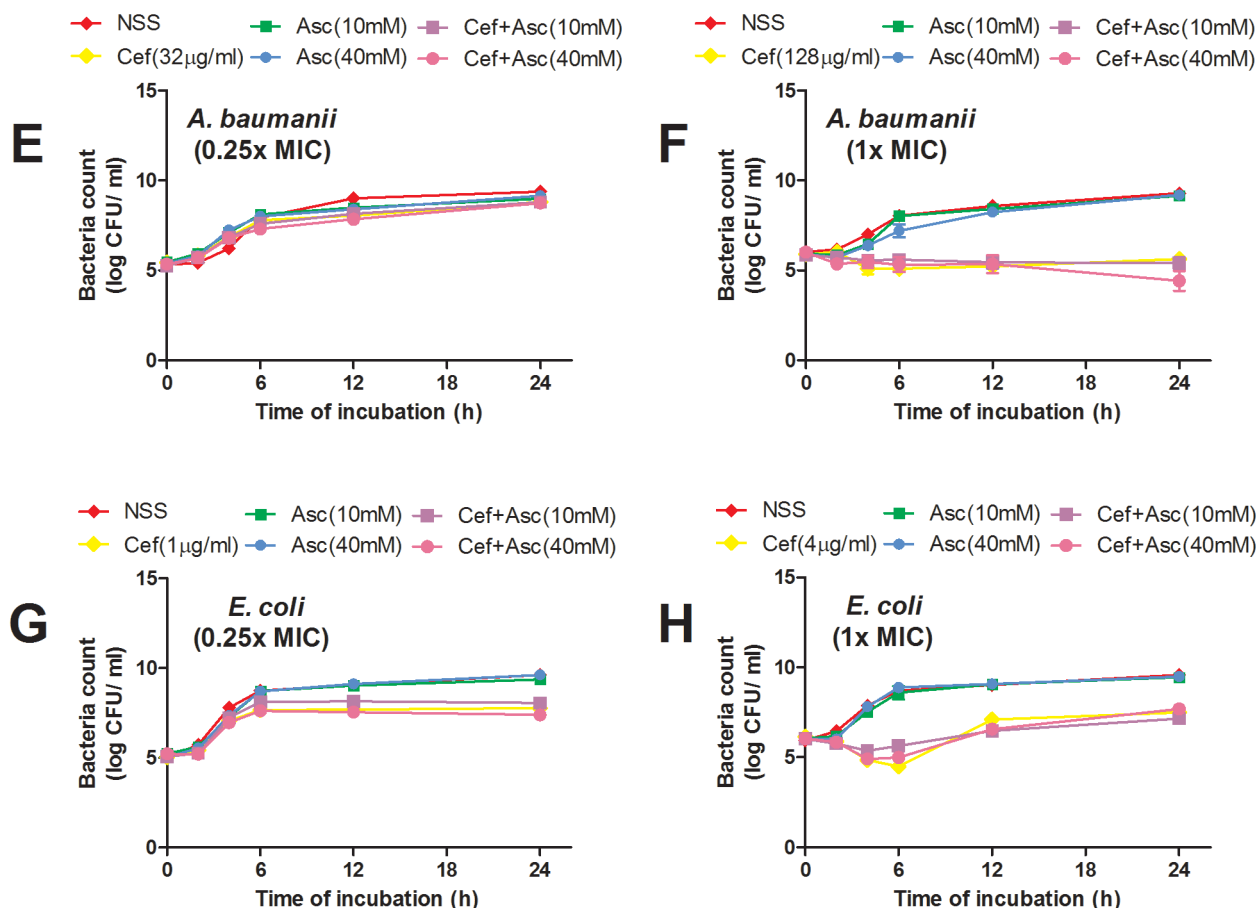 NSS
Asc(10mM)
Cef+Asc(10mM)
Cef(32µg/ml)
Asc(40mM)
Cef+Asc(40mM)
E
A. baumanii
(0.25x MIC)
Bacteria count
(log CFU/ ml)
15
10
5
0
0 6 12 18 24
Time of incubation (h)
NSS
Asc(10mM)
Cef+Asc(10mM)
Cef(128µg/ml)
Asc(40mM)
Cef+Asc(40mM)
F
A. baumanii
(1x MIC)
Bacteria count
(log CFU/ ml)
15
10
5
0
0 6 12 18 24
Time of incubation (h)
NSS
Asc(10mM)
Cef+Asc(10mM)
Cef(1µg/ml)
Asc(40mM)
Cef+Asc(40mM)
G
E. coli
(0.25x MIC)
Bacteria count
(log CFU/ ml)
15
10
5
0
0 6 12 18 24
Time of incubation (h)
NSS
Asc(10mM)
Cef+Asc(10mM)
Cef(4µg/ml)
Asc(40mM)
Cef+Asc(40mM)
H
E. coli
(1x MIC)
Bacteria count
(log CFU/ ml)
15
10
5
0
0 6 12 18 24
Time of incubation (h)